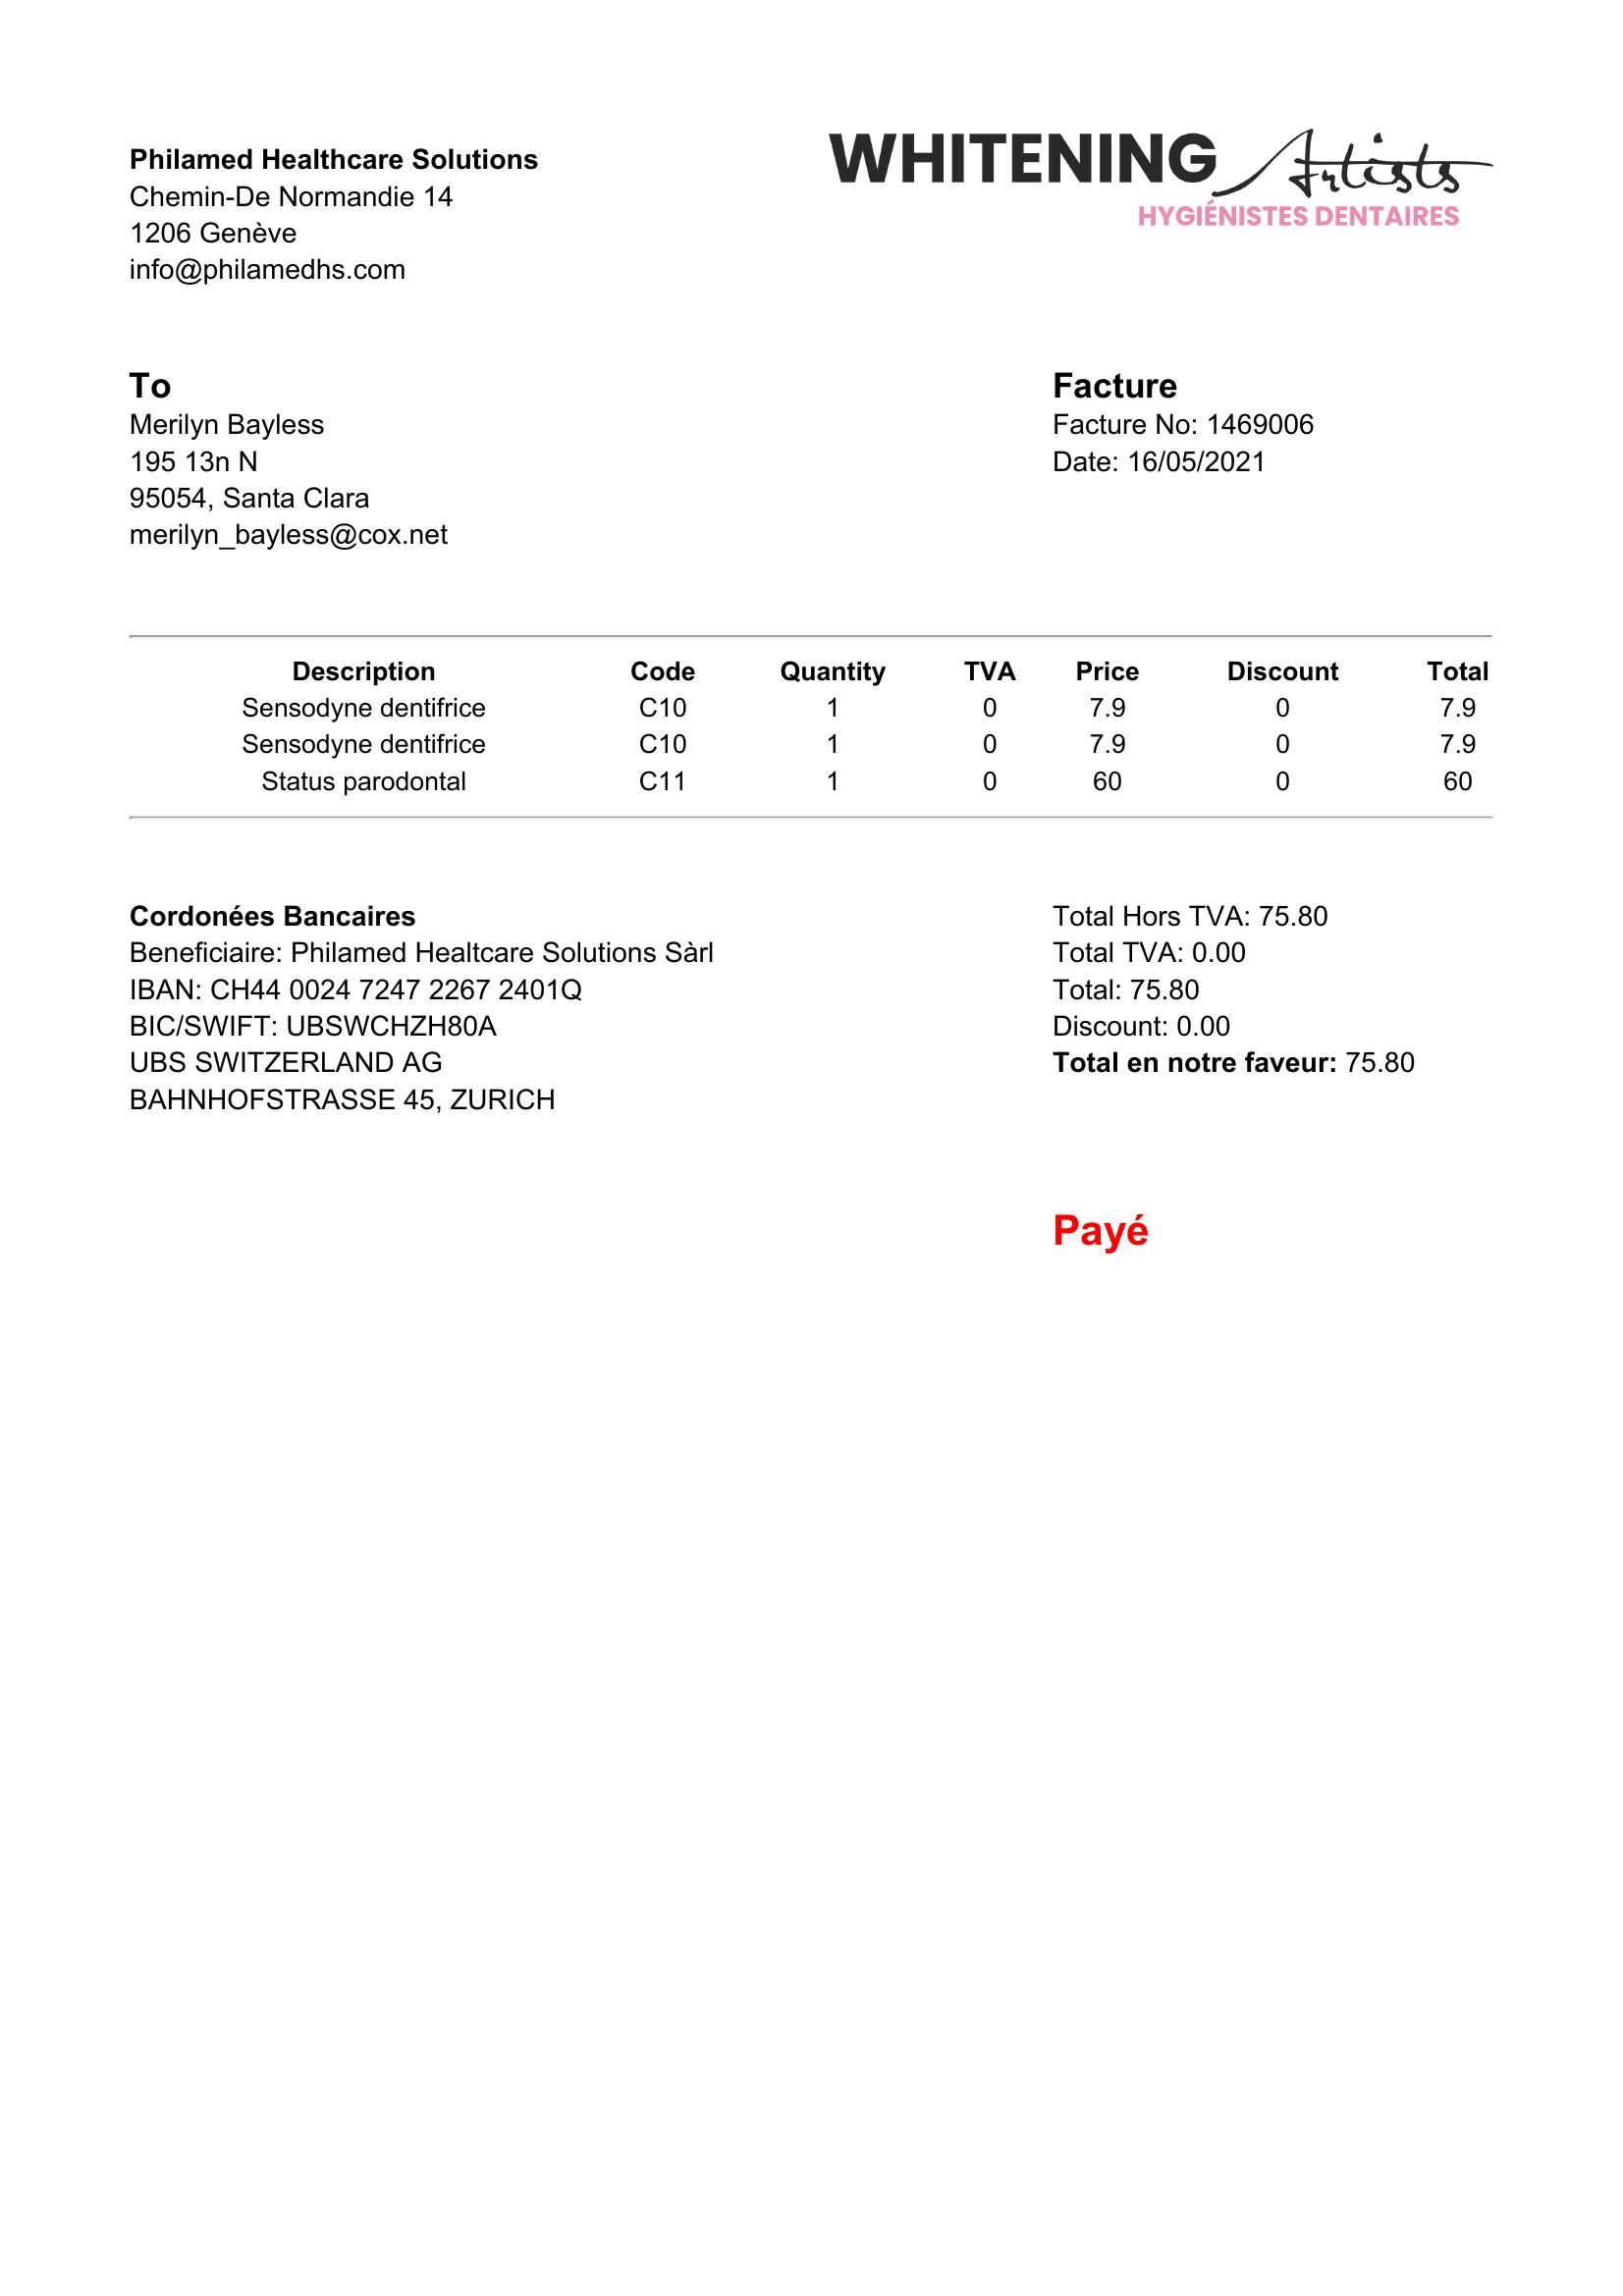 Philamed Healthcare Solutions
Chemin-De Normandie 14
1206 Genève
info@philamedhs.com
WHITENING Artists
HYGIÉNISTES DENTAIRES
To
Merilyn Bayless
195 13n N
95054, Santa Clara
merilyn_bayless@cox.net
Facture
Facture No: 1469006
Date: 16/05/2021
Description Code Quantity TVA Price Discount Total
Sensodyne dentifrice C10 1 0 7.9 0 7.9
Sensodyne dentifrice C10 1 0 7.9 0 7.9
Status parodontal C11 1 0 60 0 60
Cordonées Bancaires
Beneficiaire: Philamed Healtcare Solutions Sàrl
IBAN: CH44 0024 7247 2267 2401Q
BIC/SWIFT: UBSWCHZH80A
UBS SWITZERLAND AG
BAHNHOFSTRASSE 45, ZURICH
Total Hors TVA: 75.80
Total TVA: 0.00
Total: 75.80
Discount: 0.00
Total en notre faveur: 75.80
Payé